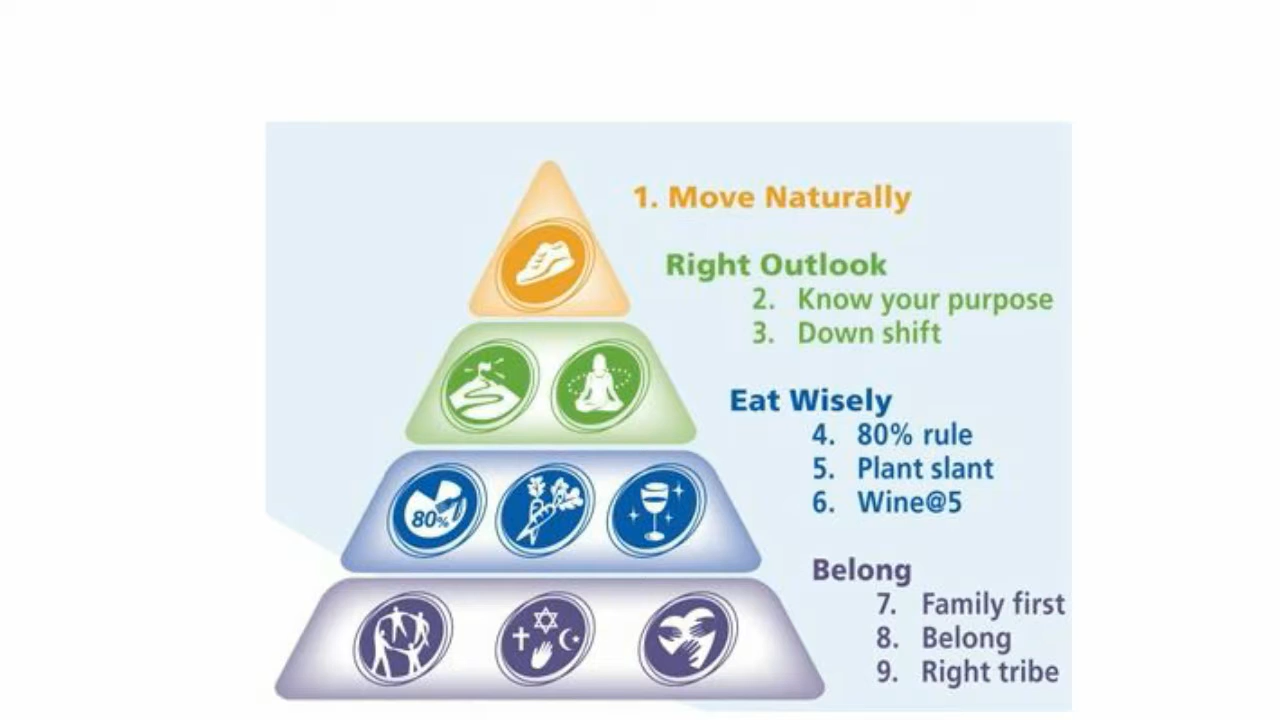 1. Move Naturally
Right Outlook
2. Know your purpose
3. Down shift
Eat Wisely
4. 80% rule
5. Plant slant
6. Wine@5
80%
Belong
7. Family first
8. Belong
9. Right tribe